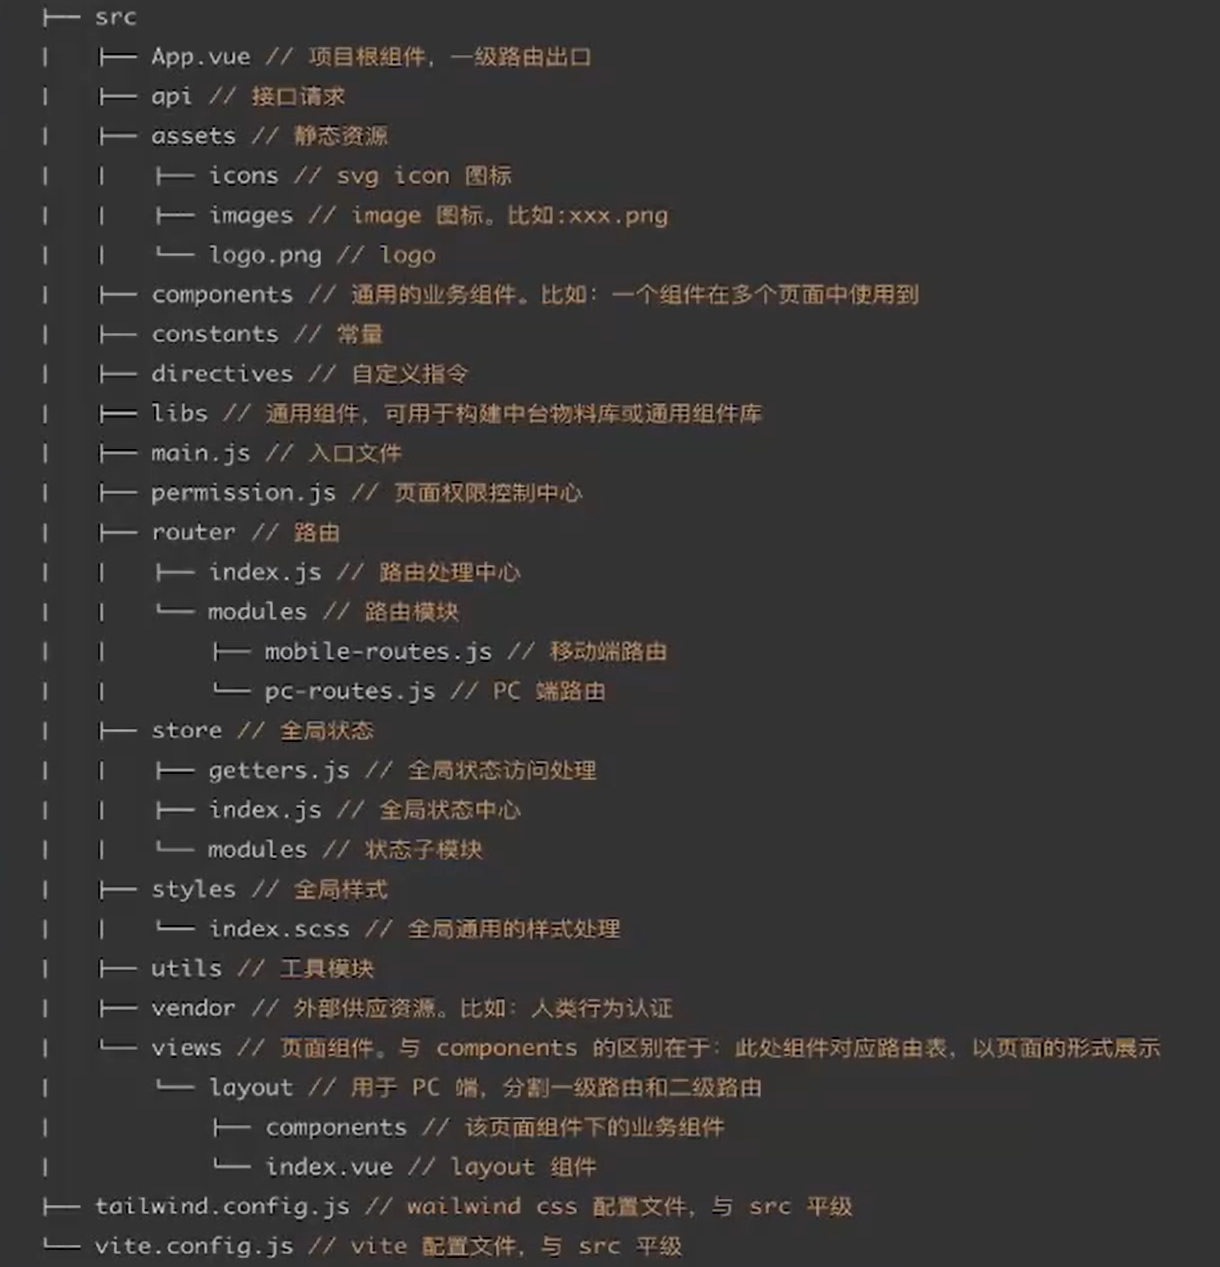 ├── src
│   ├── App.vue // 项目根组件，一级路由出口
│   ├── api // 接口请求
│   ├── assets // 静态资源
│   │   ├── icons // svg icon 图标
│   │   ├── images // image 图标。比如:xxx.png
│   │   └── logo.png // logo
│   ├── components // 通用的业务组件。比如：一个组件在多个页面中使用到
│   ├── constants // 常量
│   ├── directives // 自定义指令
│   ├── libs // 通用组件，可用于构建中台物料库或通用组件库
│   ├── main.js // 入口文件
│   ├── permission.js // 页面权限控制中心
│   ├── router // 路由
│   │   ├── index.js // 路由处理中心
│   │   └── modules // 路由模块
│   │       ├── mobile-routes.js // 移动端路由
│   │       └── pc-routes.js // PC 端路由
│   ├── store // 全局状态
│   │   ├── getters.js // 全局状态访问处理
│   │   ├── index.js // 全局状态中心
│   │   └── modules // 状态子模块
│   ├── styles // 全局样式
│   │   └── index.scss // 全局通用的样式处理
│   ├── utils // 工具模块
│   ├── vendor // 外部供应资源。比如：人类行为认证
│   └── views // 页面组件。与 components 的区别在于：此处组件对应路由表，以页面的形式展示
│       └── layout // 用于 PC 端，分割一级路由和二级路由
│           ├── components // 该页面组件下的业务组件
│           └── index.vue // layout 组件
├── tailwind.config.js // wailwind css 配置文件，与 src 平级
└── vite.config.js // vite 配置文件，与 src 平级